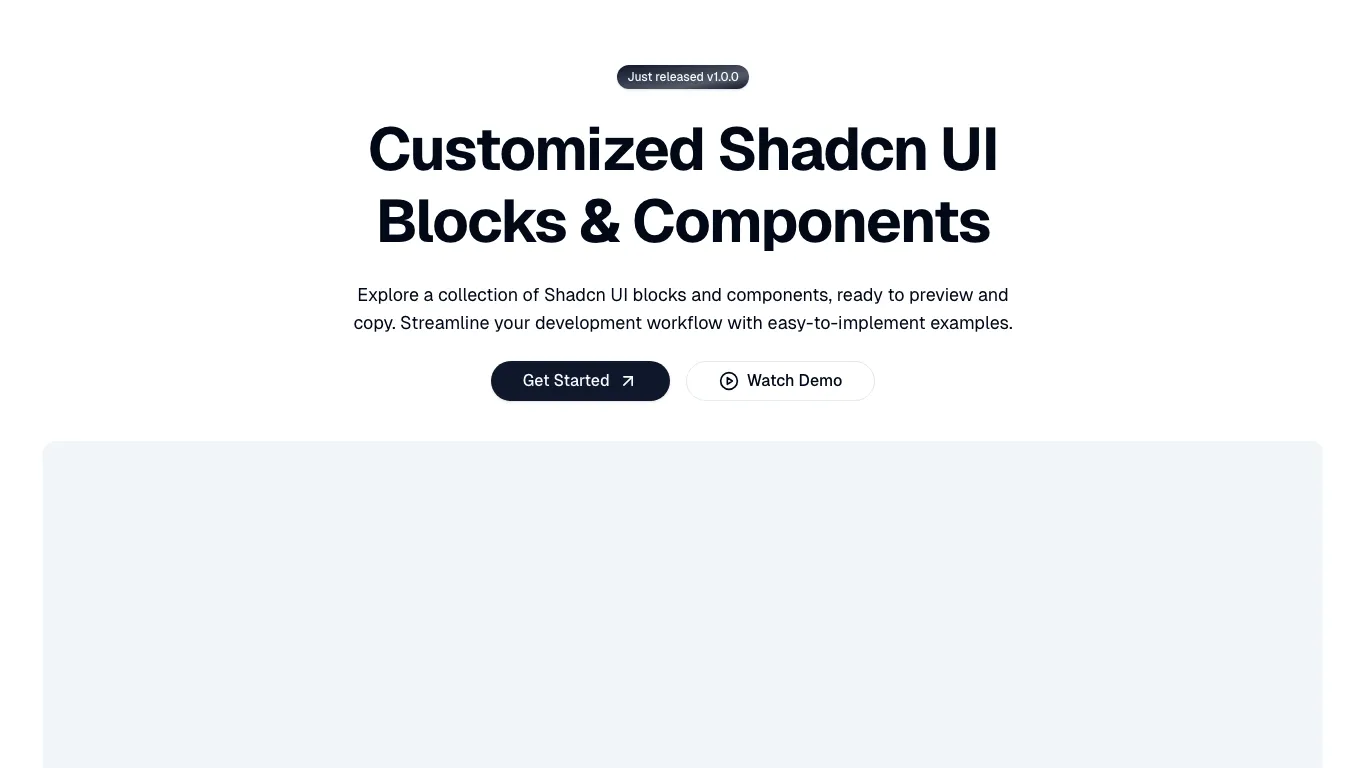 Just released v1.0.0
Customized Shadcn UI
Blocks & Components
Explore a collection of Shadcn UI blocks and components, ready to preview and
copy. Streamline your development workflow with easy-to-implement examples.
Get Started
Watch Demo